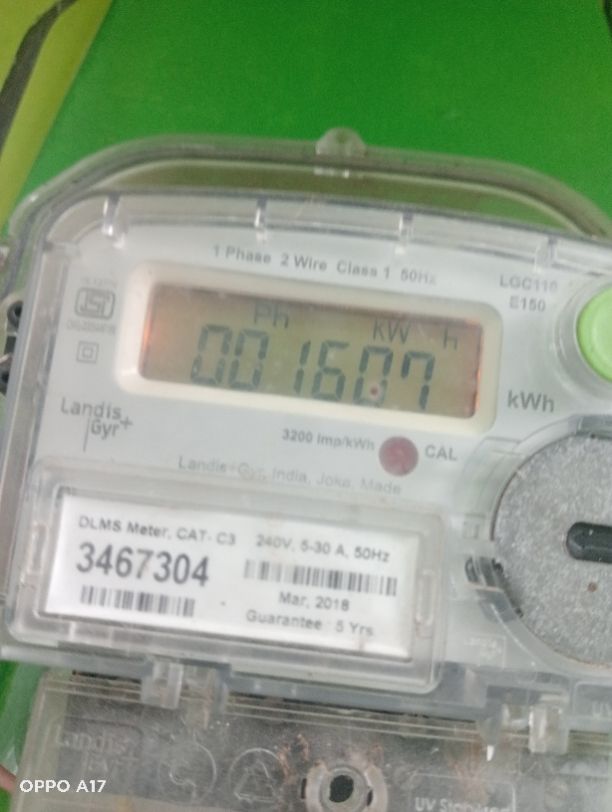 1 Phase 2 Wire Class 1 50Hz
LGC110
E150
Ph kW h
001607
kWh
Landis
Gyr+
3200 imp/kWh
CAL
Landis+Gyr, India, Joka, Made
DLMS Meter, CAT- C3 240V, 5-30 A, 50Hz
3467304
Mar, 2018
Guarantee : 5 Yrs
Landis
OPPO A17